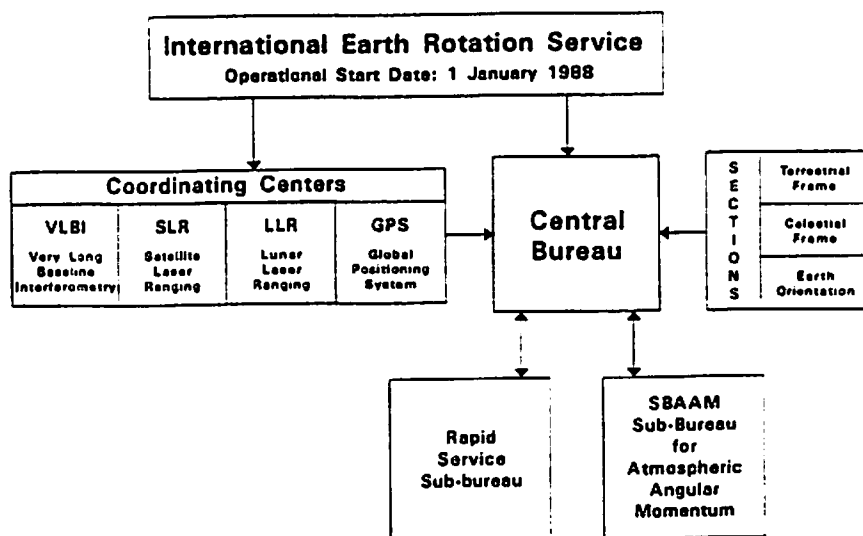 International Earth Rotation Service
Operational Start Date: 1 January 1988
Coordinating Centers
VLBI
Very Long
Baseline
Interferometry
SLR
Satellite
Laser
Ranging
LLR
Lunar
Laser
Ranging
GPS
Global
Positioning
System
Central
Bureau
SECTIONS
Terrestrial
Frame
Celestial
Frame
Earth
Orientation
Rapid
Service
Sub-bureau
SBAAM
Sub-Bureau
for
Atmospheric
Angular
Momentum